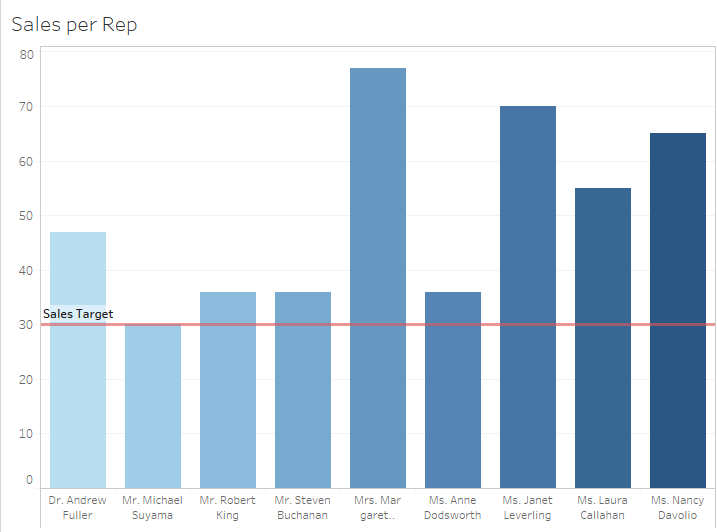 Sales per Rep
80
70
60
50
40
Sales Target
30
20
10
0
Dr. Andrew
Fuller
Mr. Michael
Suyama
Mr. Robert
King
Mr. Steven
Buchanan
Mrs. Mar
garet..
Ms. Anne
Dodsworth
Ms. Janet
Leverling
Ms. Laura
Callahan
Ms. Nancy
Davolio